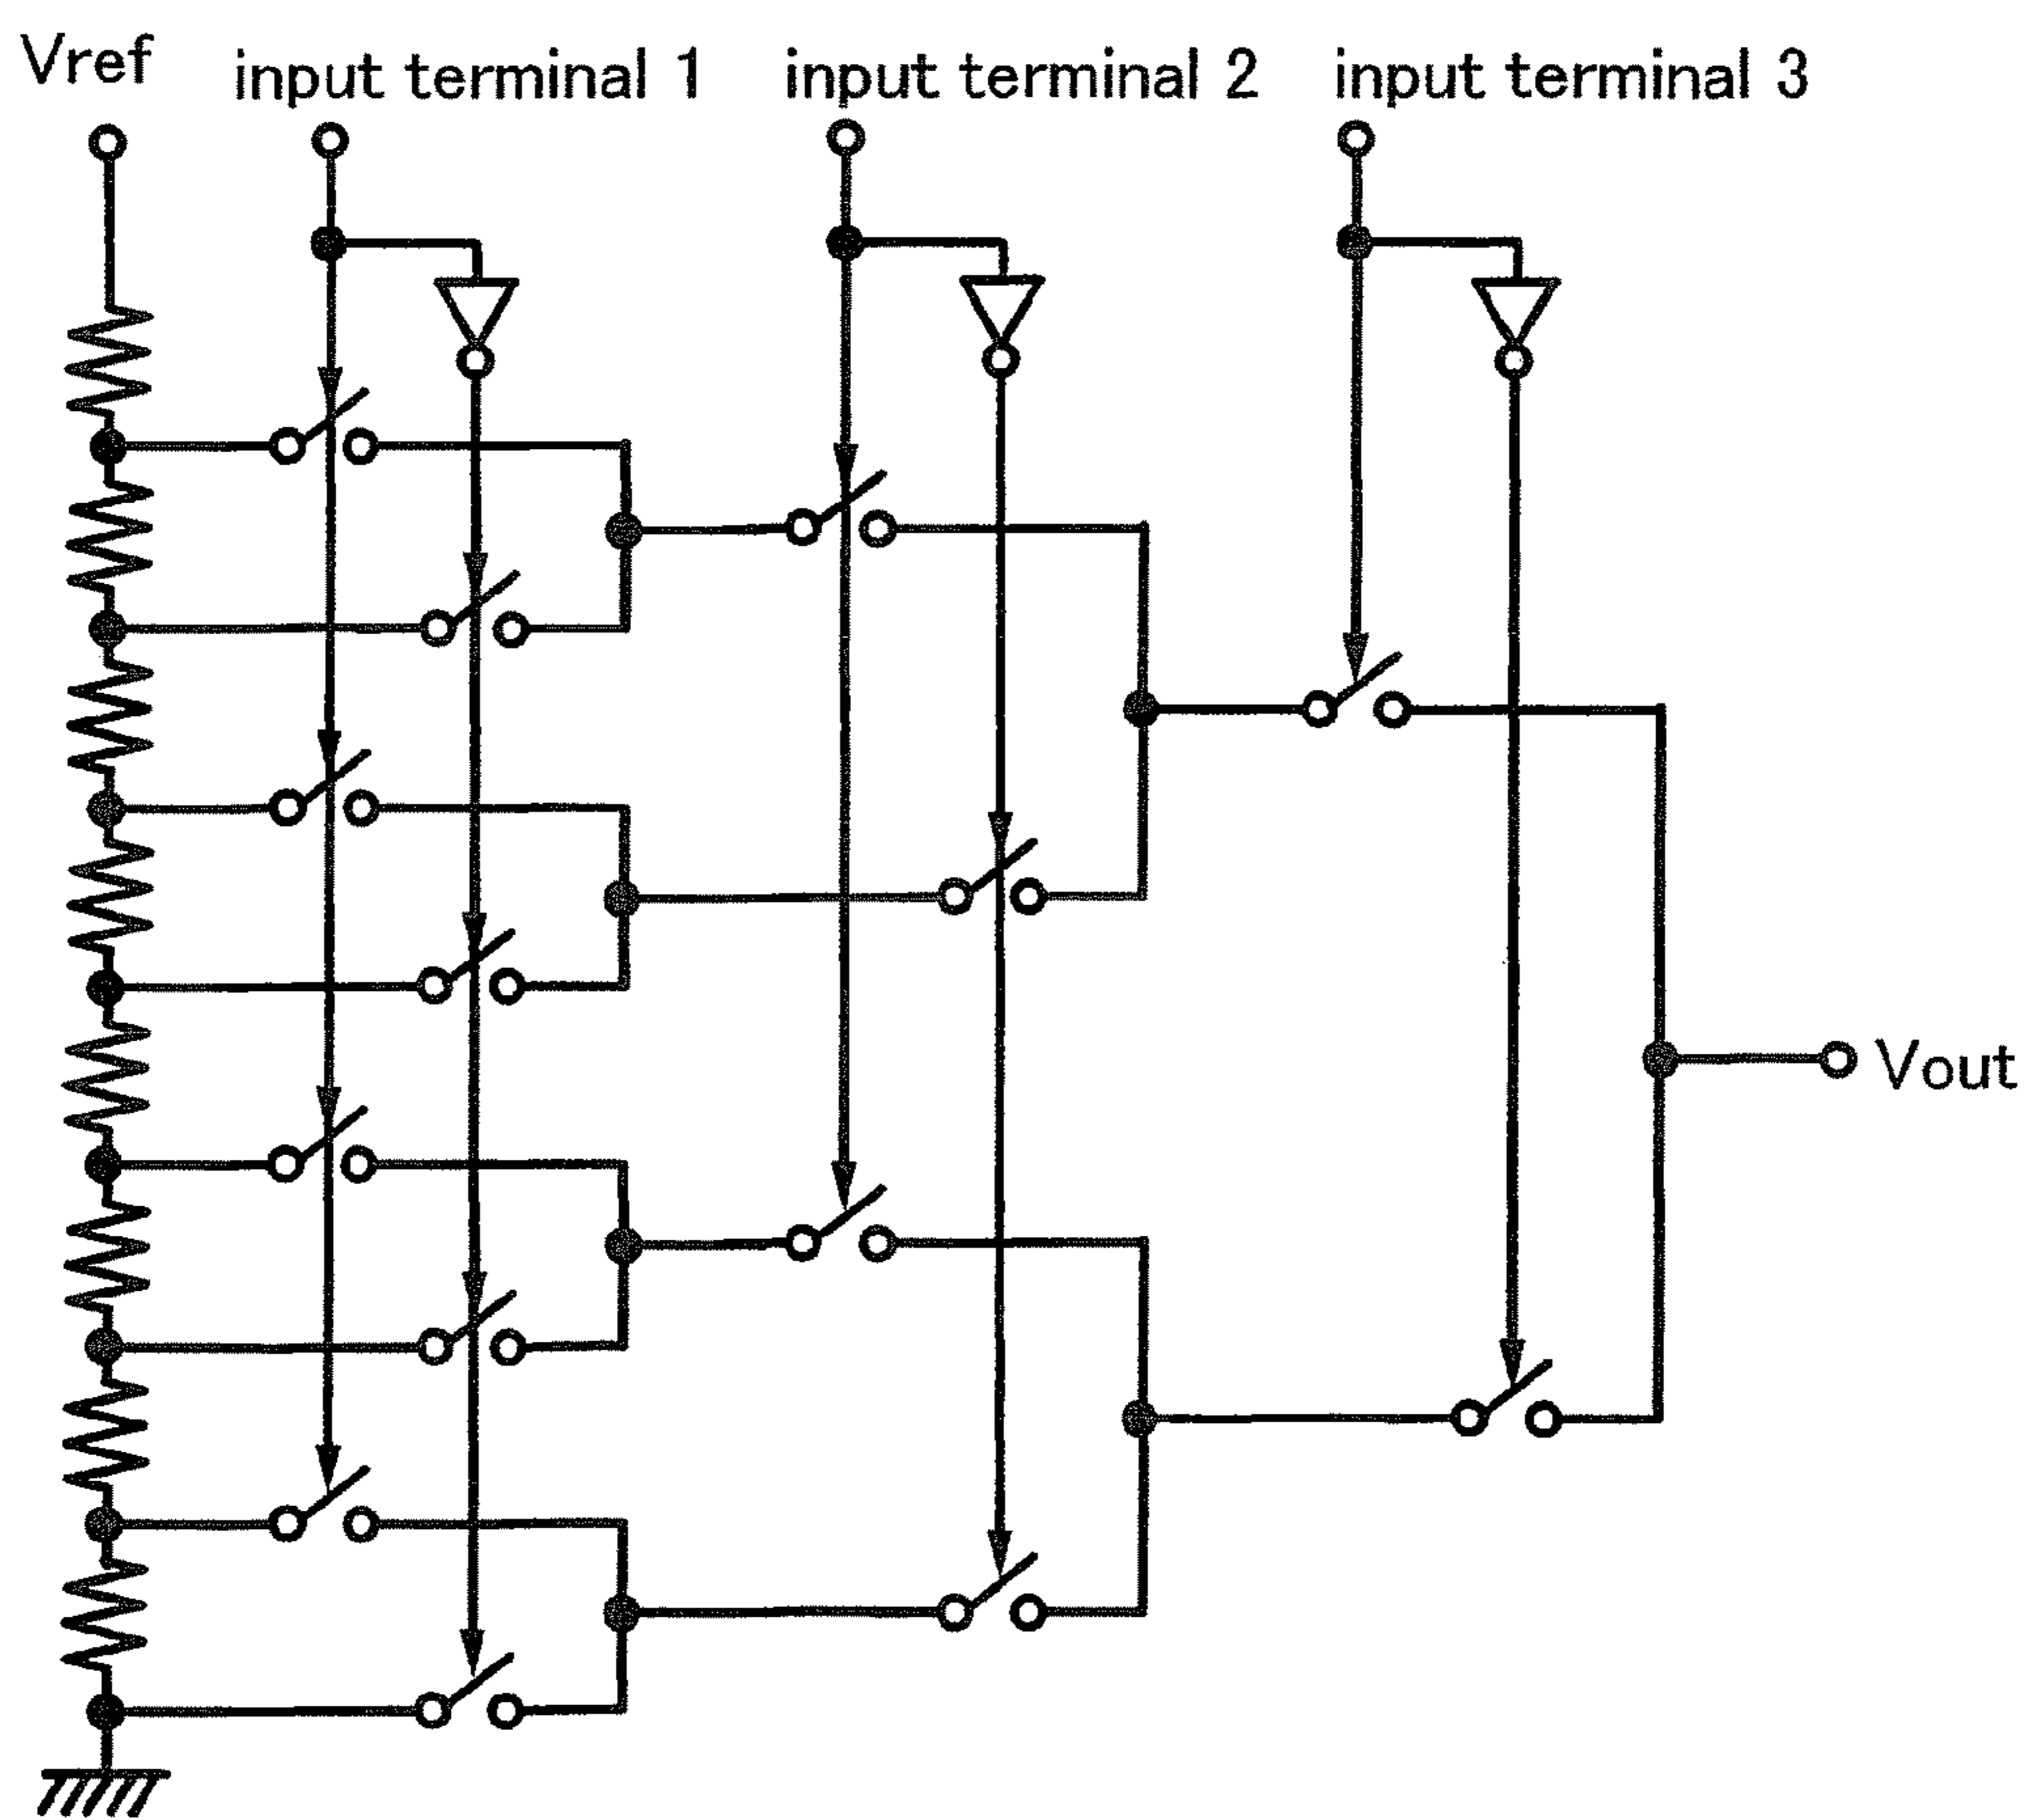 Vref
input terminal 1
input terminal 2
input terminal 3
Vout